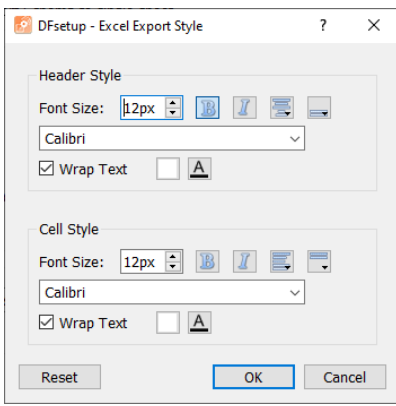 DFsetup - Excel Export Style ?
Header Style
Font Size: 12px B I
Calibri
Wrap Text A
Cell Style
Font Size: 12px B I
Calibri
Wrap Text A
Reset OK Cancel